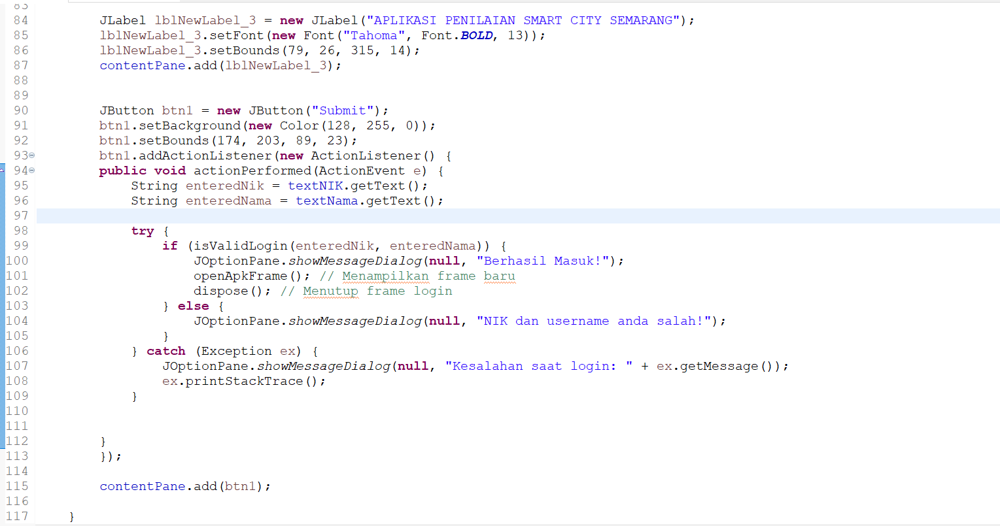 83
84 JLabel lblNewLabel_3 = new JLabel("APLIKASI PENILAIAN SMART CITY SEMARANG");
85 lblNewLabel_3.setFont(new Font("Tahoma", Font.BOLD, 13));
86 lblNewLabel_3.setBounds(79, 26, 315, 14);
87 contentPane.add(lblNewLabel_3);
88
89
90 JButton btn1 = new JButton("Submit");
91 btn1.setBackground(new Color(128, 255, 0));
92 btn1.setBounds(174, 203, 89, 23);
93 btn1.addActionListener(new ActionListener() {
94 public void actionPerformed(ActionEvent e) {
95 String enteredNik = textNIK.getText();
96 String enteredNama = textNama.getText();
97
98 try {
99 if (isValidLogin(enteredNik, enteredNama)) {
100 JOptionPane.showMessageDialog(null, "Berhasil Masuk!");
101 openApkFrame(); // Menampilkan frame baru
102 dispose(); // Menutup frame login
103 } else {
104 JOptionPane.showMessageDialog(null, "NIK dan username anda salah!");
105 }
106 } catch (Exception ex) {
107 JOptionPane.showMessageDialog(null, "Kesalahan saat login: " + ex.getMessage());
108 ex.printStackTrace();
109 }
110
111
112 }
113 });
114
115 contentPane.add(btn1);
116
117 }